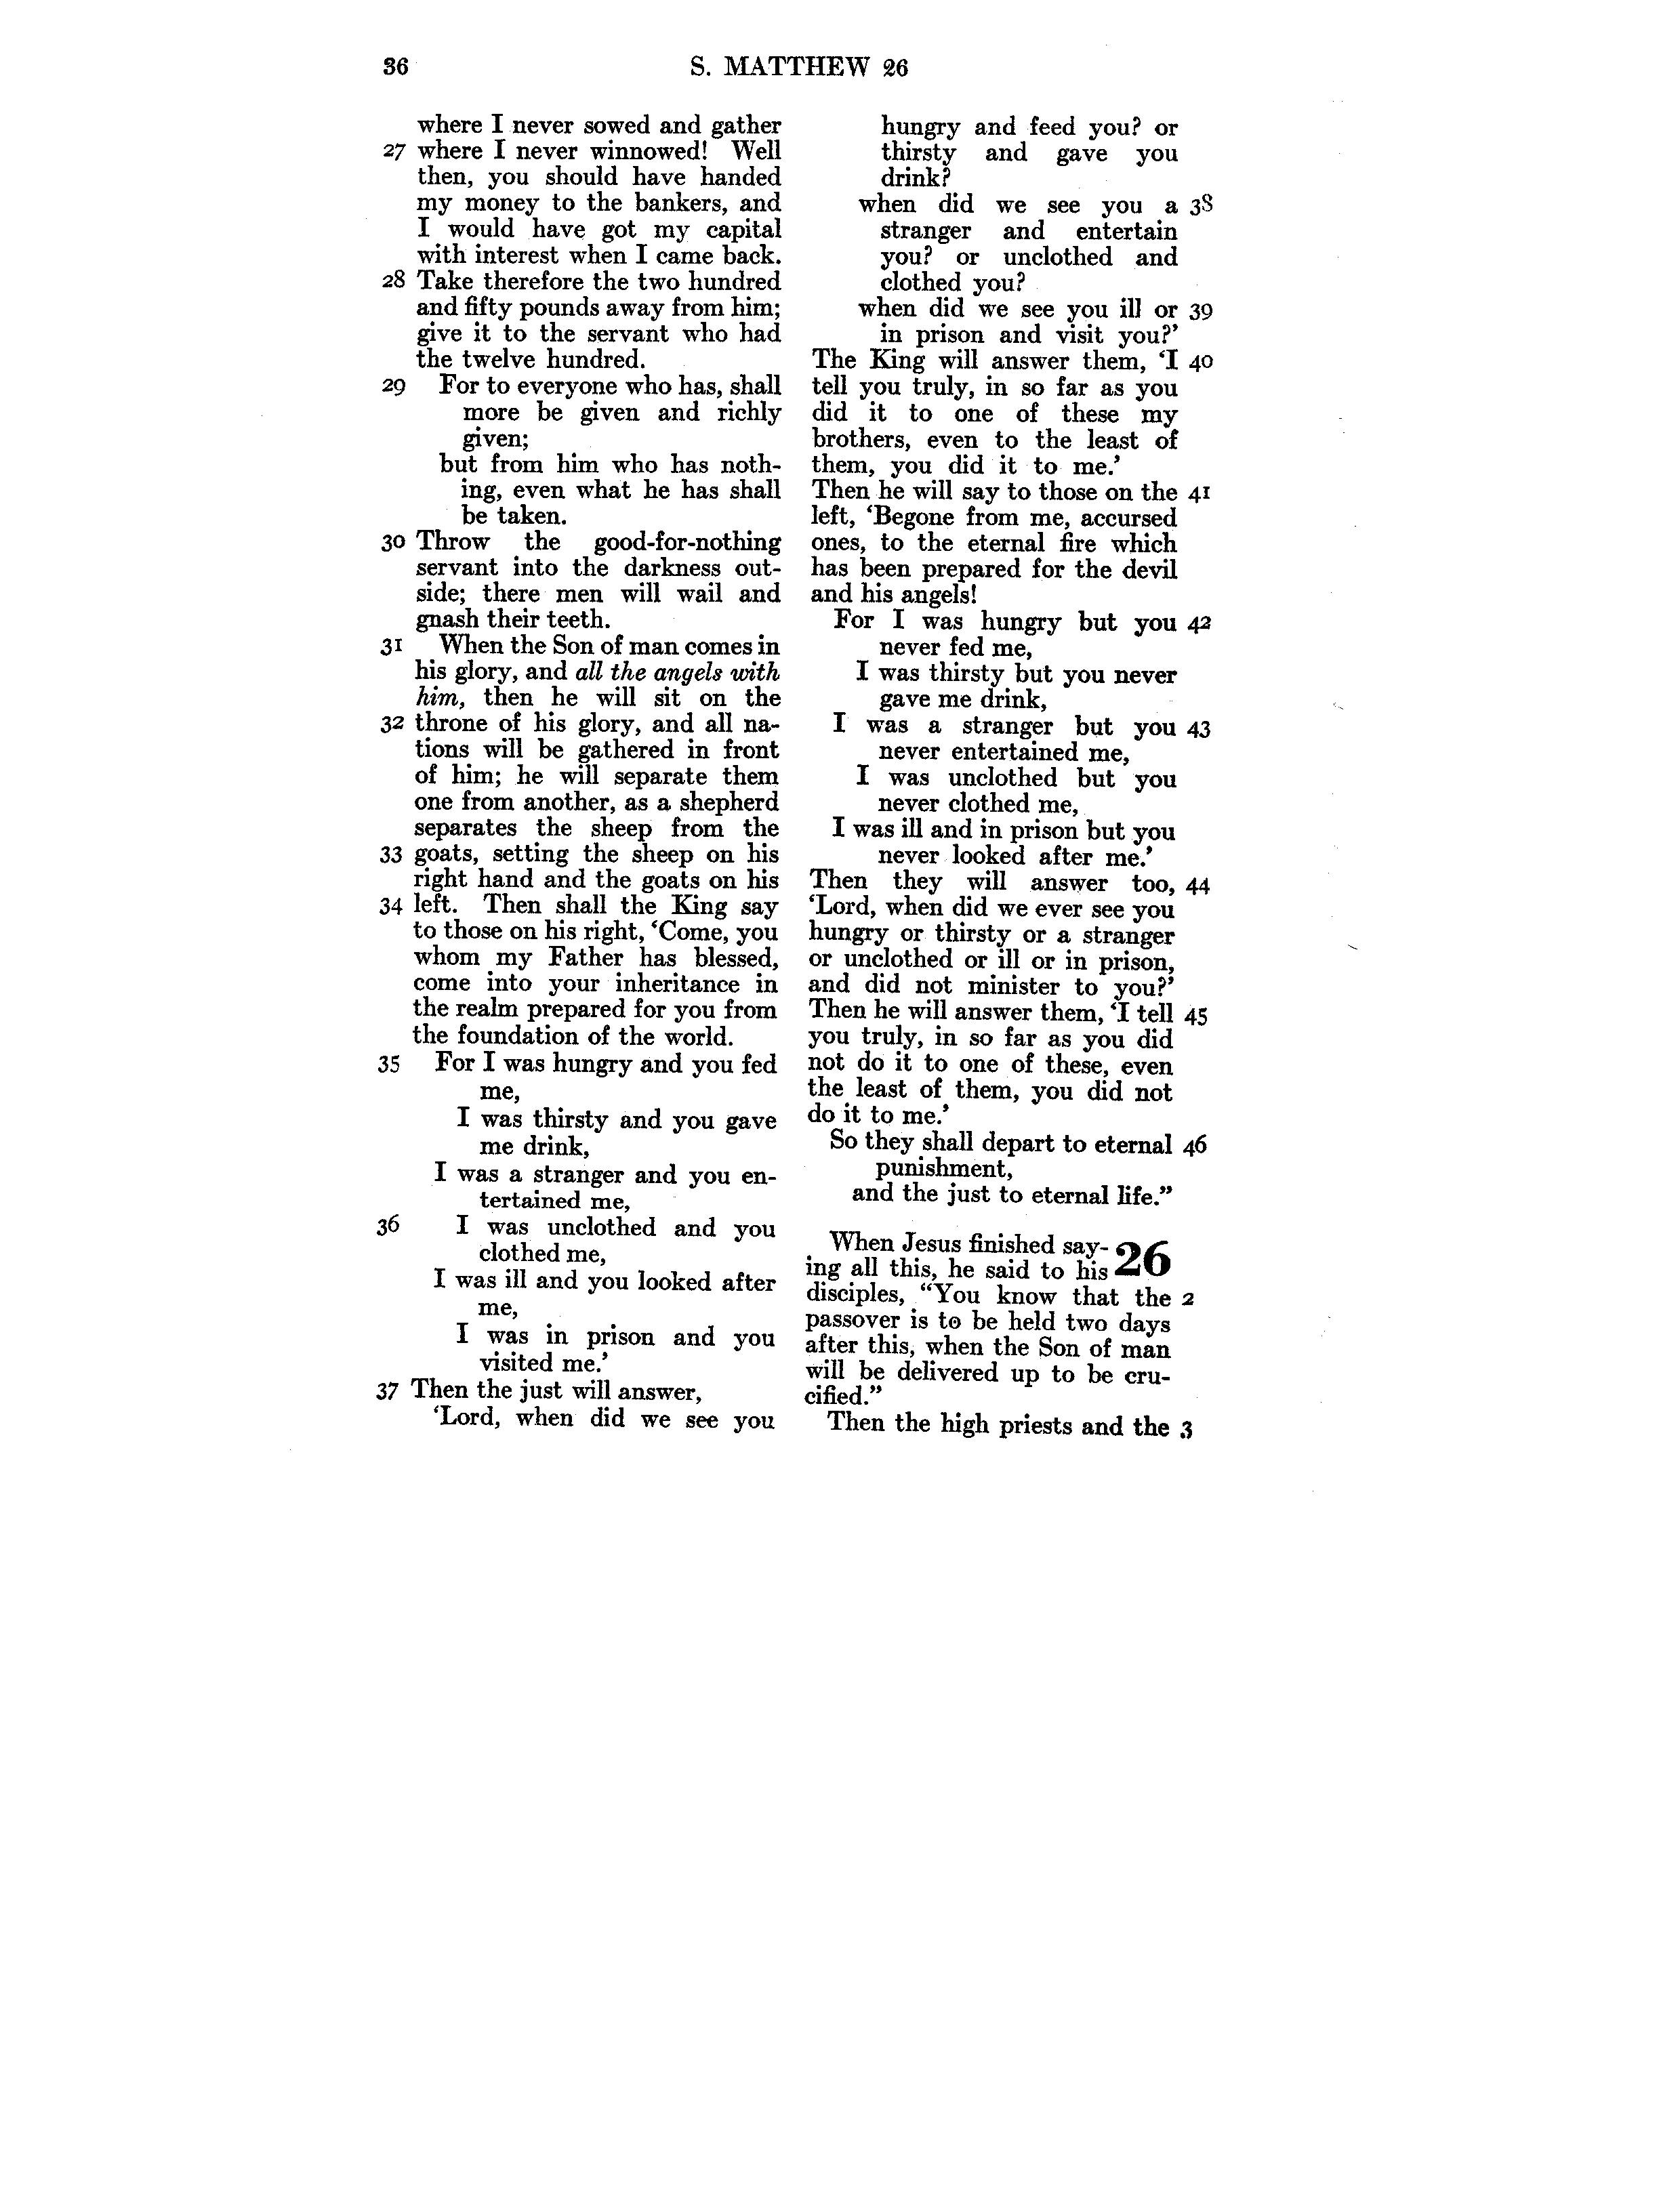 36 S. MATTHEW 26
where I never sowed and gather
27 where I never winnowed! Well
then, you should have handed
my money to the bankers, and
I would have got my capital
with interest when I came back.
28 Take therefore the two hundred
and fifty pounds away from him;
give it to the servant who had
the twelve hundred.
29 For to everyone who has, shall
more be given and richly
given;
but from him who has noth-
ing, even what he has shall
be taken.
30 Throw the good-for-nothing
servant into the darkness out-
side; there men will wail and
gnash their teeth.
31 When the Son of man comes in
his glory, and all the angels with
him, then he will sit on the
32 throne of his glory, and all na-
tions will be gathered in front
of him; he will separate them
one from another, as a shepherd
separates the sheep from the
33 goats, setting the sheep on his
right hand and the goats on his
34 left. Then shall the King say
to those on his right, ‘Come, you
whom my Father has blessed,
come into your inheritance in
the realm prepared for you from
the foundation of the world.
35 For I was hungry and you fed
me,
I was thirsty and you gave
me drink,
I was a stranger and you en-
tertained me,
36 I was unclothed and you
clothed me,
I was ill and you looked after
me,
I was in prison and you
visited me.’
37 Then the just will answer,
‘Lord, when did we see you
hungry and feed you? or
thirsty and gave you
drink?
when did we see you a 38
stranger and entertain
you? or unclothed and
clothed you?
when did we see you ill or 39
in prison and visit you?’
The King will answer them, ‘I 40
tell you truly, in so far as you
did it to one of these my
brothers, even to the least of
them, you did it to me.’
Then he will say to those on the 41
left, ‘Begone from me, accursed
ones, to the eternal fire which
has been prepared for the devil
and his angels!
For I was hungry but you 42
never fed me,
I was thirsty but you never
gave me drink,
I was a stranger but you 43
never entertained me,
I was unclothed but you
never clothed me,
I was ill and in prison but you
never looked after me.’
Then they will answer too, 44
‘Lord, when did we ever see you
hungry or thirsty or a stranger
or unclothed or ill or in prison,
and did not minister to you?’
Then he will answer them, ‘I tell 45
you truly, in so far as you did
not do it to one of these, even
the least of them, you did not
do it to me.’
So they shall depart to eternal 46
punishment,
and the just to eternal life.”
When Jesus finished say- 26
ing all this, he said to his
disciples, “You know that the 2
passover is to be held two days
after this, when the Son of man
will be delivered up to be cru-
cified.”
Then the high priests and the 3